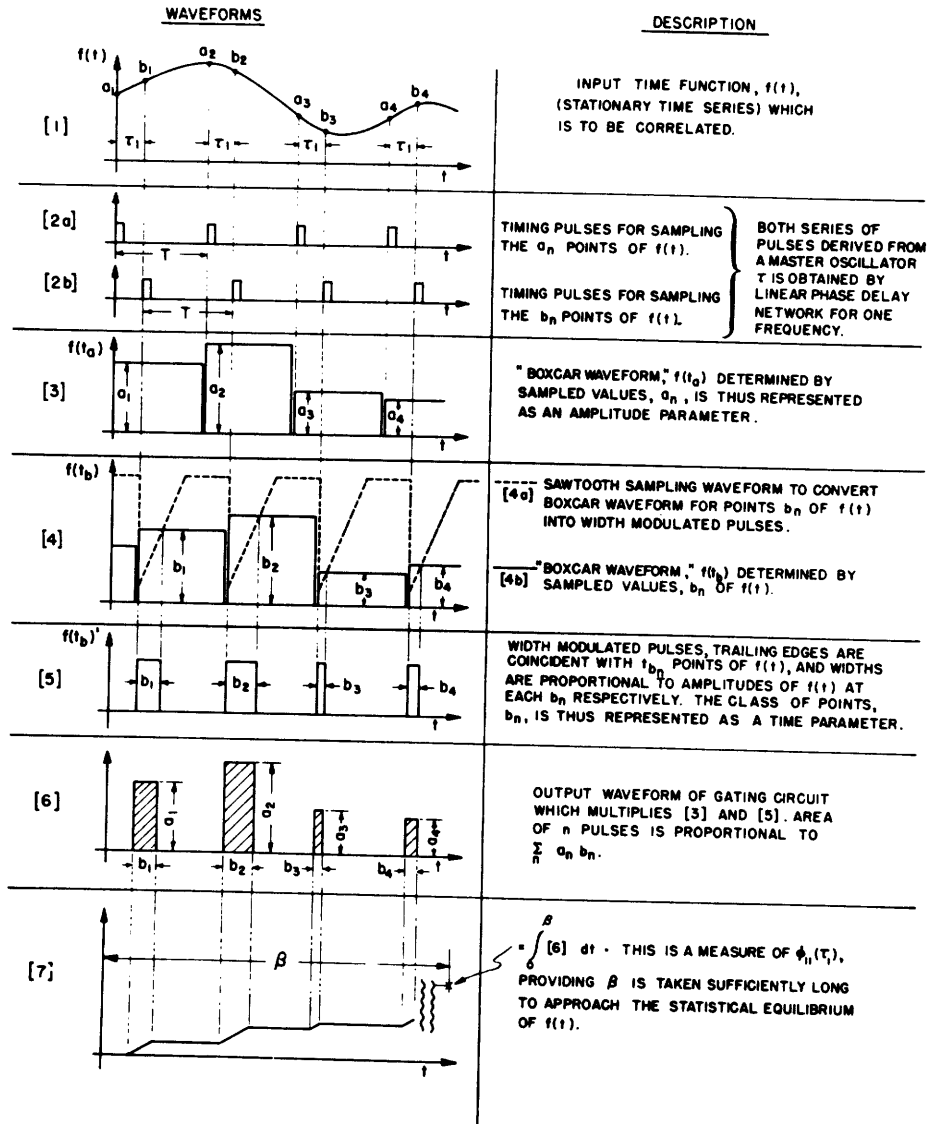 WAVEFORMS
DESCRIPTION
f(t)
a1
b1
a2
b2
a3
b3
a4
b4
[1]
τ1
τ1
τ1
τ1
t
INPUT TIME FUNCTION, f(t),
(STATIONARY TIME SERIES) WHICH
IS TO BE CORRELATED.
[2a]
T
t
[2b]
T
t
TIMING PULSES FOR SAMPLING
THE an POINTS OF f(t).
TIMING PULSES FOR SAMPLING
THE bn POINTS OF f(t).
BOTH SERIES OF
PULSES DERIVED FROM
A MASTER OSCILLATOR
τ IS OBTAINED BY
LINEAR PHASE DELAY
NETWORK FOR ONE
FREQUENCY.
f(ta)
[3]
a1
a2
a3
a4
t
"BOXCAR WAVEFORM," f(ta) DETERMINED BY
SAMPLED VALUES, an, IS THUS REPRESENTED
AS AN AMPLITUDE PARAMETER.
f(tb)
[4]
b1
b2
b3
b4
t
[4a] SAWTOOTH SAMPLING WAVEFORM TO CONVERT
BOXCAR WAVEFORM FOR POINTS bn OF f(t)
INTO WIDTH MODULATED PULSES.
[4b] "BOXCAR WAVEFORM," f(tb) DETERMINED BY
SAMPLED VALUES, bn OF f(t).
f(tb)'
[5]
b1
b2
b3
b4
t
WIDTH MODULATED PULSES, TRAILING EDGES ARE
COINCIDENT WITH tbn POINTS OF f(t), AND WIDTHS
ARE PROPORTIONAL TO AMPLITUDES OF f(t) AT
EACH bn RESPECTIVELY. THE CLASS OF POINTS,
bn, IS THUS REPRESENTED AS A TIME PARAMETER.
[6]
a1
a2
a3
a4
b1
b2
b3
b4
t
OUTPUT WAVEFORM OF GATING CIRCUIT
WHICH MULTIPLIES [3] AND [5]. AREA
OF n PULSES IS PROPORTIONAL TO
Σn an bn.
[7]
β
t
= ∫0β [6] dt · THIS IS A MEASURE OF ϕ11(τ1),
PROVIDING β IS TAKEN SUFFICIENTLY LONG
TO APPROACH THE STATISTICAL EQUILIBRIUM
OF f(t).